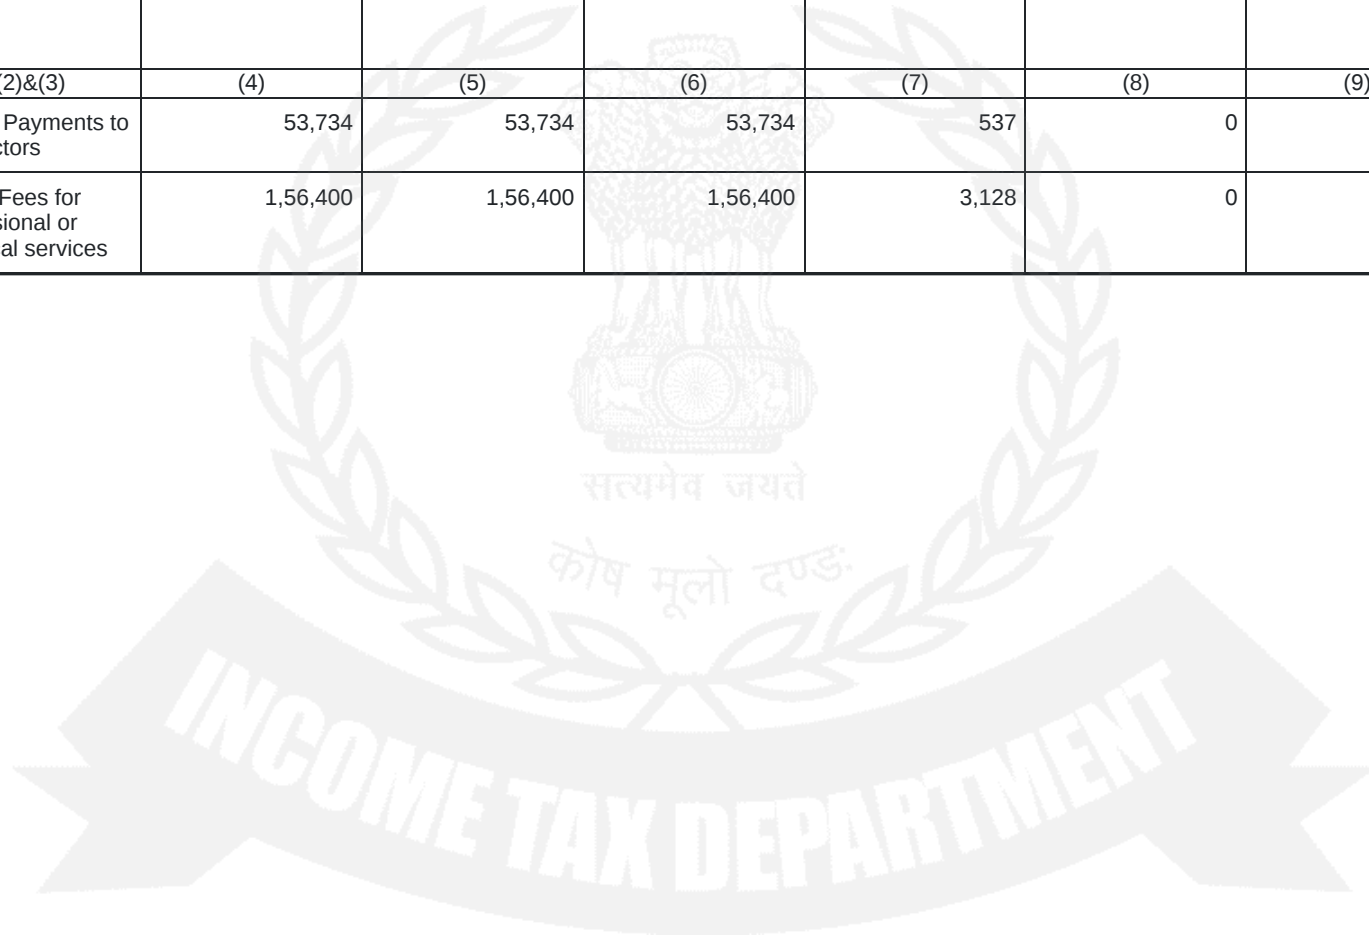 (2)&(3) (4) (5) (6) (7) (8) (9)
Payments to 53,734 53,734 53,734 537 0
ctors
Fees for 1,56,400 1,56,400 1,56,400 3,128 0
sional or
al services
सत्यमेव जयते
कोष मूलो दण्डः
INCOME TAX DEPARTMENT